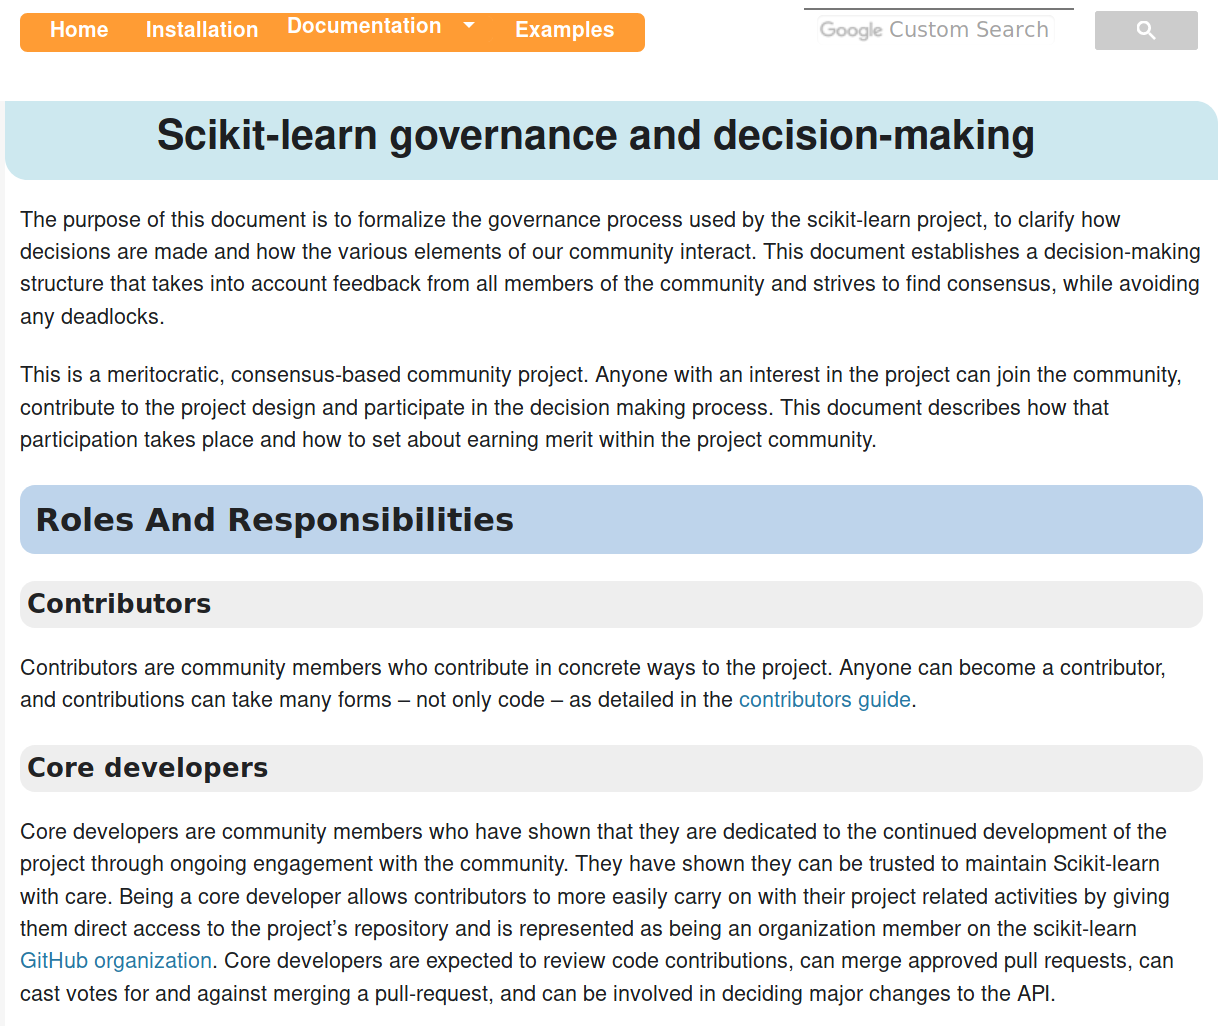 Home Installation Documentation Examples Google Custom Search
Scikit-learn governance and decision-making
The purpose of this document is to formalize the governance process used by the scikit-learn project, to clarify how
decisions are made and how the various elements of our community interact. This document establishes a decision-making
structure that takes into account feedback from all members of the community and strives to find consensus, while avoiding
any deadlocks.
This is a meritocratic, consensus-based community project. Anyone with an interest in the project can join the community,
contribute to the project design and participate in the decision making process. This document describes how that
participation takes place and how to set about earning merit within the project community.
Roles And Responsibilities
Contributors
Contributors are community members who contribute in concrete ways to the project. Anyone can become a contributor,
and contributions can take many forms – not only code – as detailed in the contributors guide.
Core developers
Core developers are community members who have shown that they are dedicated to the continued development of the
project through ongoing engagement with the community. They have shown they can be trusted to maintain Scikit-learn
with care. Being a core developer allows contributors to more easily carry on with their project related activities by giving
them direct access to the project’s repository and is represented as being an organization member on the scikit-learn
GitHub organization. Core developers are expected to review code contributions, can merge approved pull requests, can
cast votes for and against merging a pull-request, and can be involved in deciding major changes to the API.